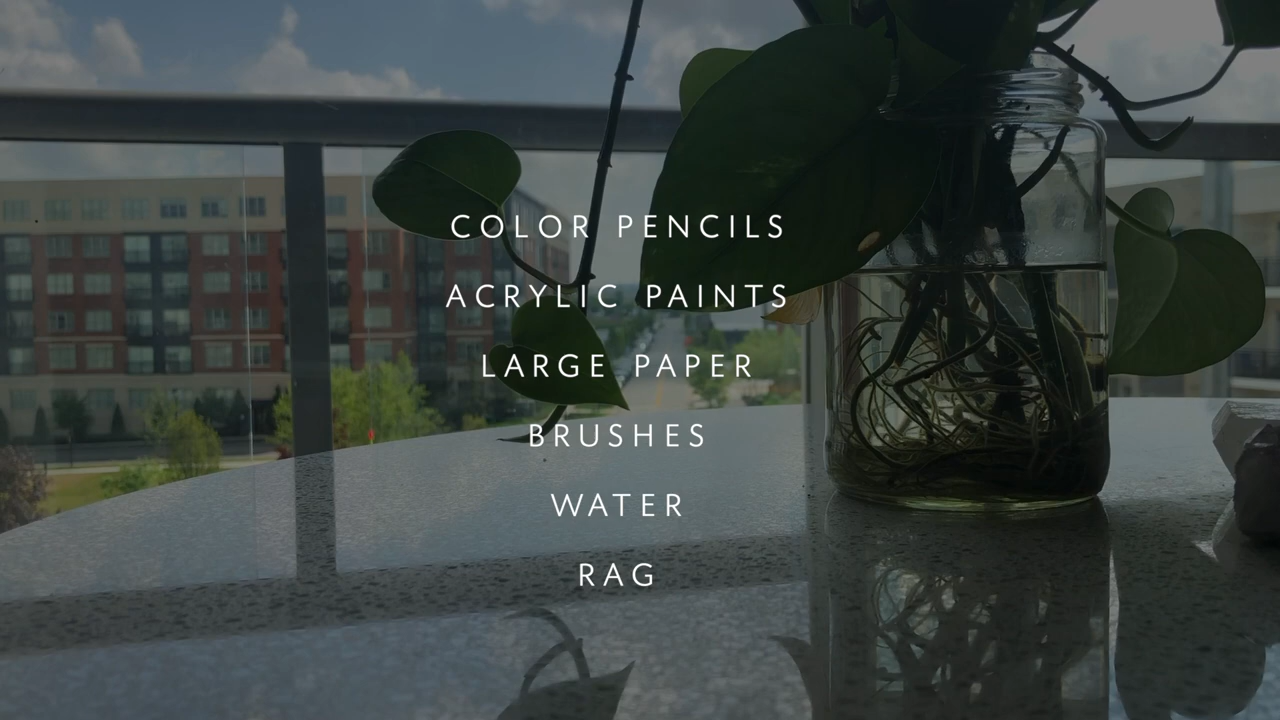 COLOR PENCILS
ACRYLIC PAINTS
LARGE PAPER
BRUSHES
WATER
RAG